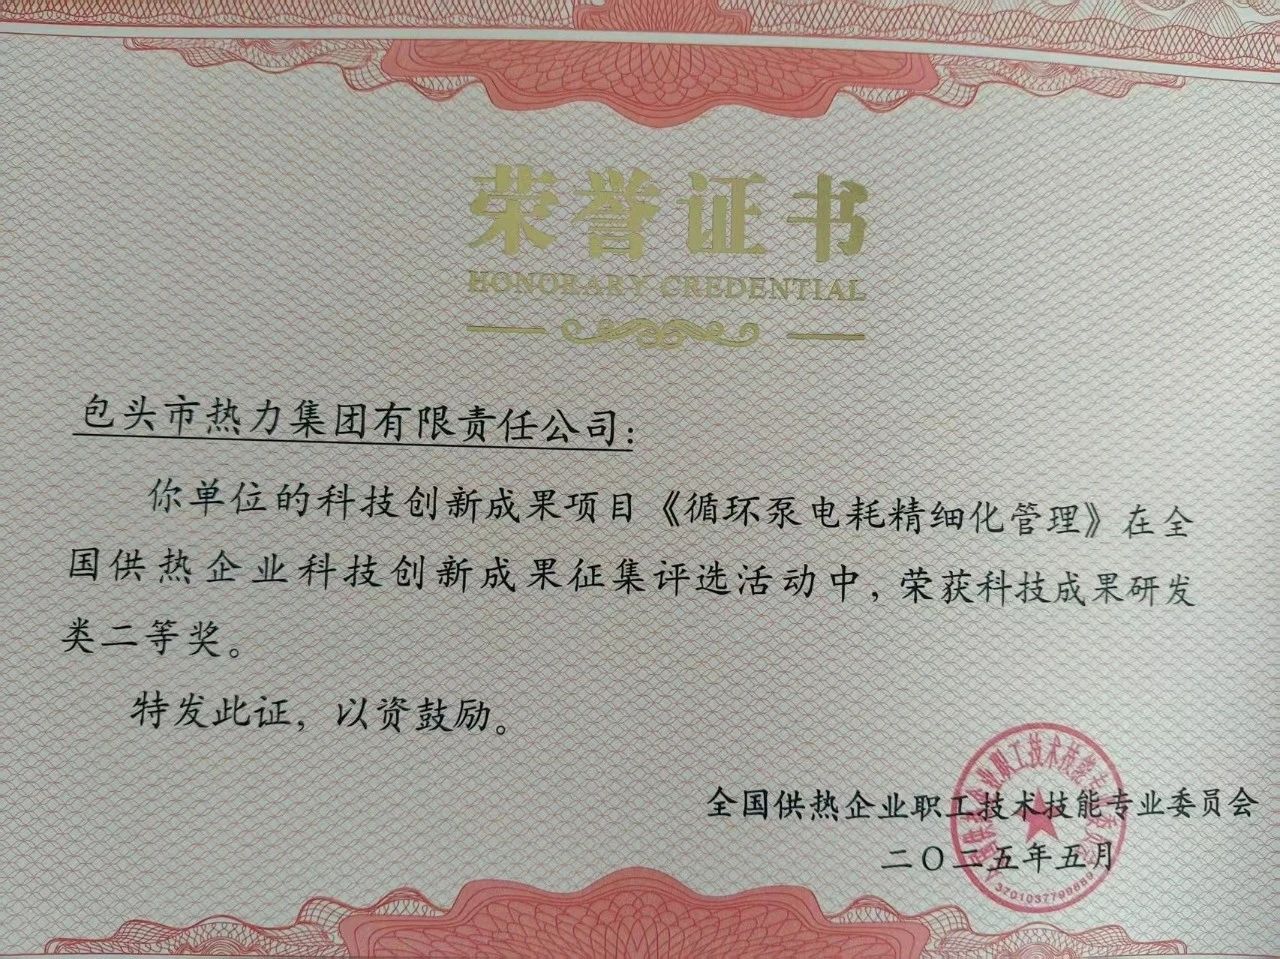 荣誉证书
HONORARY CREDENTIAL
包头市热力集团有限责任公司:
你单位的科技创新成果项目《循环泵电耗精细化管理》在全
国供热企业科技创新成果征集评选活动中,荣获科技成果研发
类二等奖。
特发此证,以资鼓励。
全国供热企业职工技术技能专业委员会
二〇二五年五月